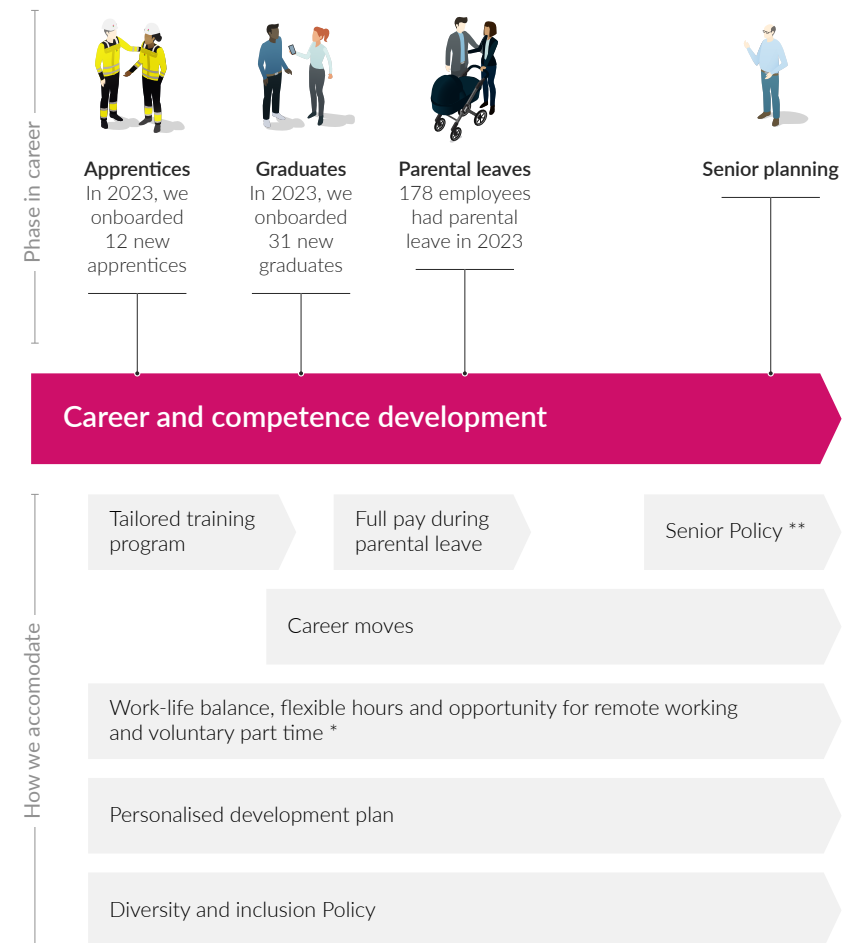 Phase in career
Apprentices
In 2023, we
onboarded
12 new
apprentices
Graduates
In 2023, we
onboarded
31 new
graduates
Parental leaves
178 employees
had parental
leave in 2023
Senior planning
Career and competence development
How we accomodate
Tailored training
program
Full pay during
parental leave
Senior Policy **
Career moves
Work-life balance, flexible hours and opportunity for remote working
and voluntary part time *
Personalised development plan
Diversity and inclusion Policy